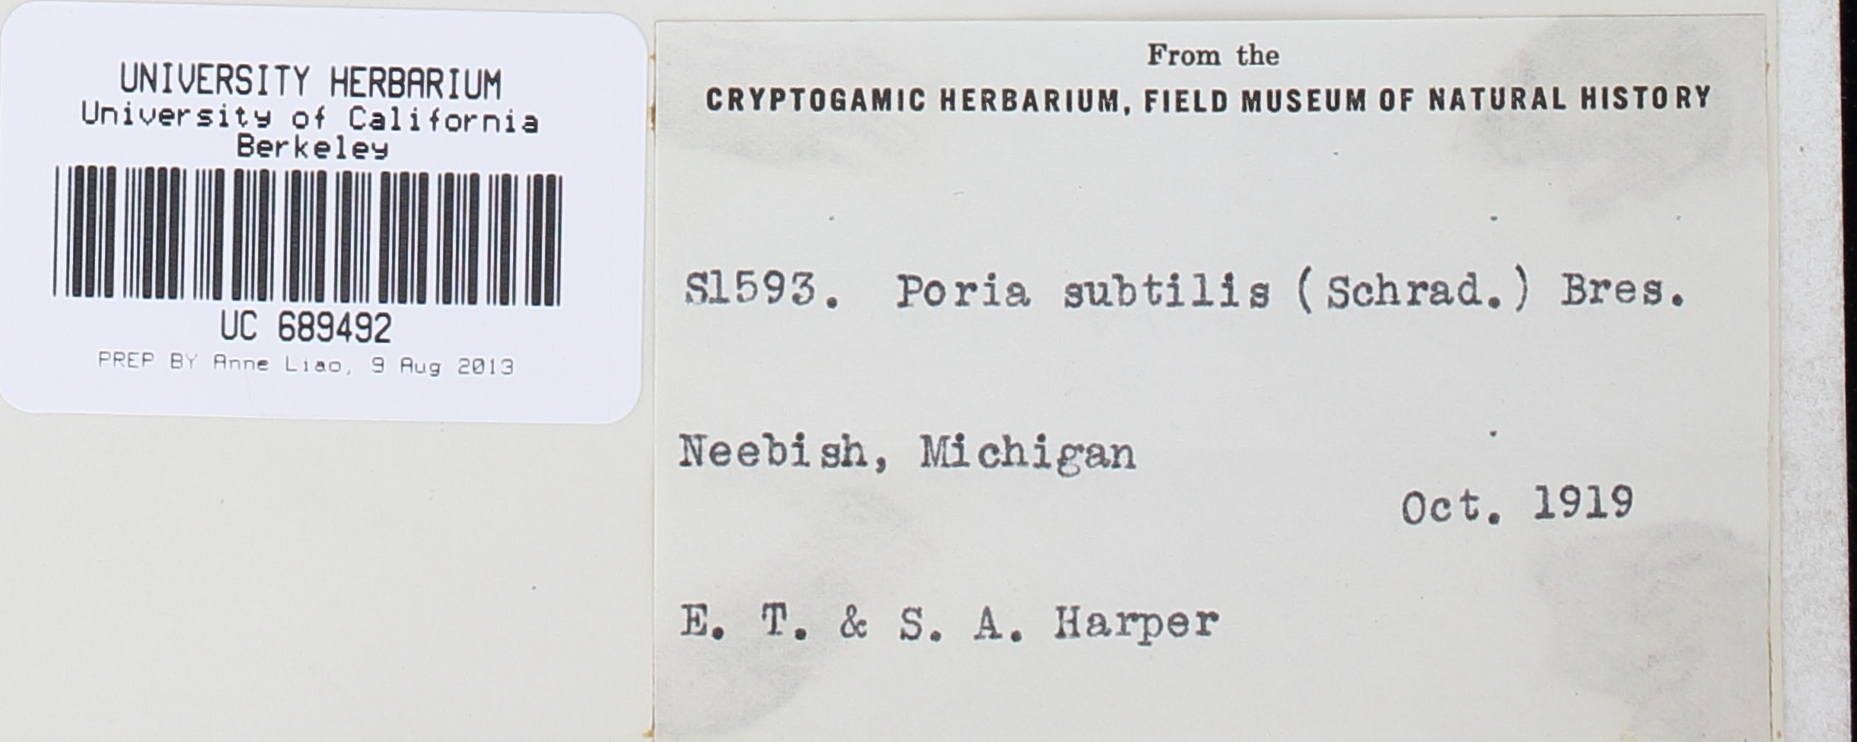 UNIVERSITY HERBARIUM
University of California
Berkeley
UC 689492
PREP BY Anne Liao, 9 Aug 2013
From the
CRYPTOGAMIC HERBARIUM, FIELD MUSEUM OF NATURAL HISTORY
S1593. Poria subtilis (Schrad.) Bres.
Neebish, Michigan
Oct. 1919
E. T. & S. A. Harper